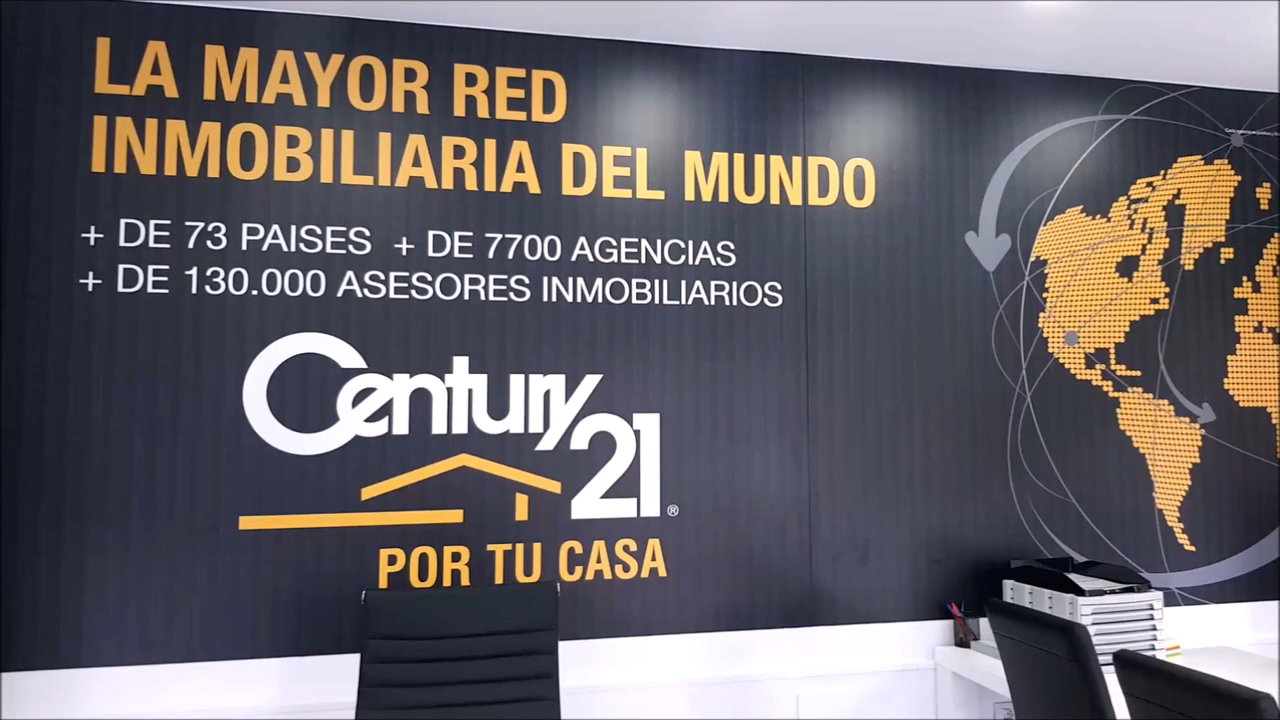 LA MAYOR RED
INMOBILIARIA DEL MUNDO
+ DE 73 PAISES + DE 7700 AGENCIAS
+ DE 130.000 ASESORES INMOBILIARIOS
Century
21®
POR TU CASA